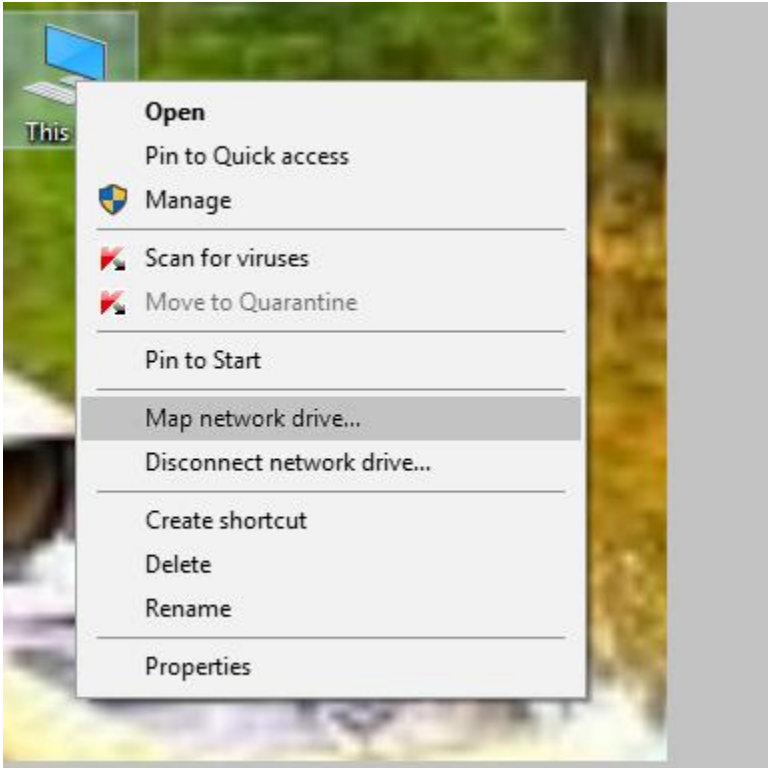 This
Open
Pin to Quick access
Manage
Scan for viruses
Move to Quarantine
Pin to Start
Map network drive...
Disconnect network drive...
Create shortcut
Delete
Rename
Properties